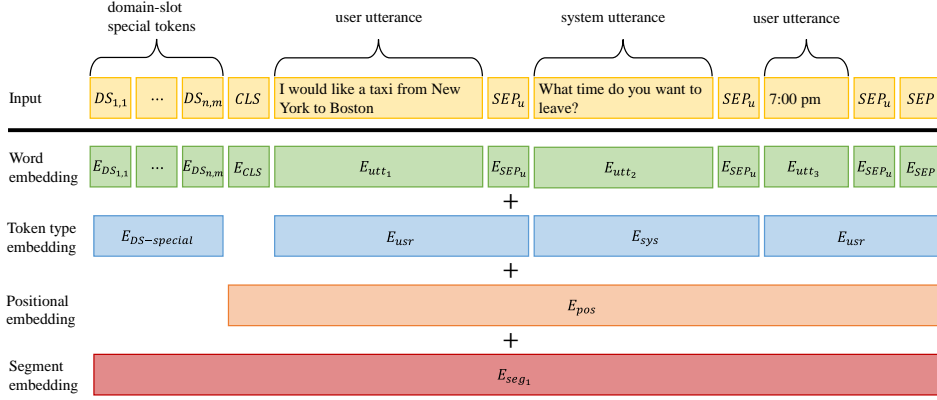 domain-slot
special tokens
user utterance
system utterance
user utterance
Input
DS1,1 ... DSn,m CLS
I would like a taxi from New
York to Boston
SEPu
What time do you want to
leave?
SEPu
7:00 pm
SEPu
SEP
Word
embedding
EDS1,1 ... EDSn,m ECLS Eutt1 ESEPu Eutt2 ESEPu Eutt3 ESEPu ESEP
+
Token type
embedding
EDS−special Eusr Esys Eusr
+
Positional
embedding
Epos
+
Segment
embedding
Eseg1